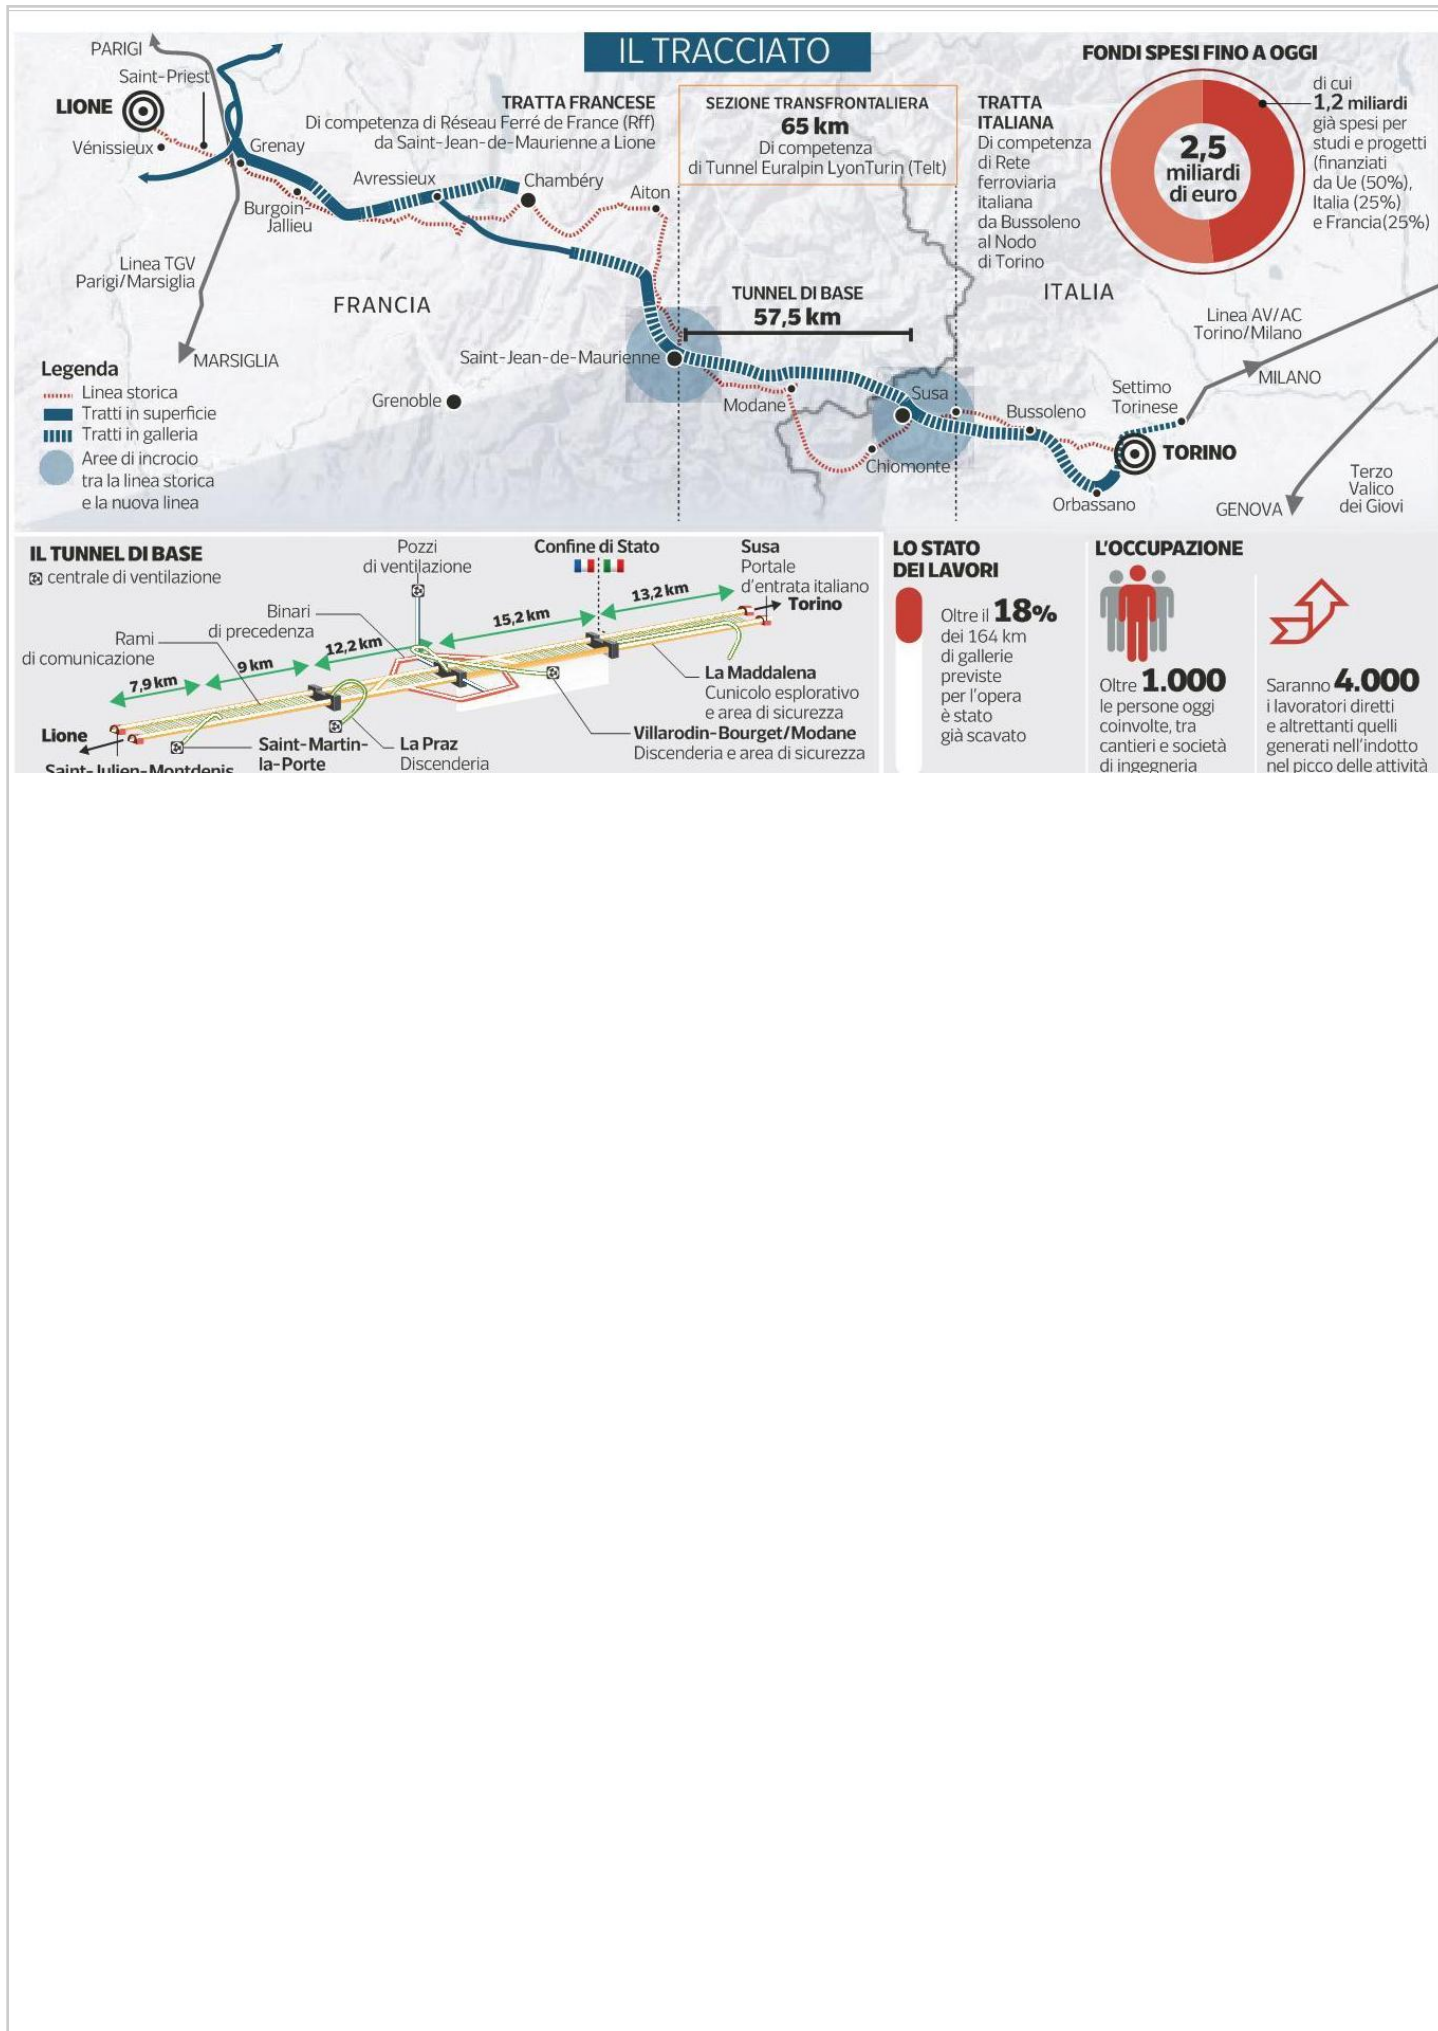 IL TRACCIATO
PARIGI
Saint-Priest
LIONE
Vénissieux
Grenay
Burgoin-
Jallieu
Avressieux
Chambéry
Aiton
TRATTA FRANCESE
Di competenza di Réseau Ferré de France (Rff)
da Saint-Jean-de-Maurienne a Lione
SEZIONE TRANSFRONTALIERA
65 km
Di competenza
di Tunnel Euralpin LyonTurin (Telt)
TRATTA
ITALIANA
Di competenza
di Rete
ferroviaria
italiana
da Bussoleno
al Nodo
di Torino
FONDI SPESI FINO A OGGI
2,5
miliardi
di euro
di cui
1,2 miliardi
già spesi per
studi e progetti
(finanziati
da Ue (50%),
Italia (25%)
e Francia(25%)
Linea TGV
Parigi/Marsiglia
FRANCIA
MARSIGLIA
TUNNEL DI BASE
57,5 km
ITALIA
Linea AV/AC
Torino/Milano
MILANO
Saint-Jean-de-Maurienne
Grenoble
Modane
Susa
Chiomonte
Bussoleno
Settimo
Torinese
TORINO
Orbassano
GENOVA
Terzo
Valico
dei Giovi
Legenda
Linea storica
Tratti in superficie
Tratti in galleria
Aree di incrocio
tra la linea storica
e la nuova linea
IL TUNNEL DI BASE
centrale di ventilazione
Pozzi
di ventilazione
Confine di Stato
Susa
Portale
d'entrata italiano
Torino
Binari
di precedenza
Rami
di comunicazione
7,9 km
9 km
12,2 km
15,2 km
13,2 km
Lione
Saint-Julien-Montdenis
Saint-Martin-
la-Porte
La Praz
Discenderia
La Maddalena
Cunicolo esplorativo
e area di sicurezza
Villarodin-Bourget/Modane
Discenderia e area di sicurezza
LO STATO
DEI LAVORI
Oltre il 18%
dei 164 km
di gallerie
previste
per l'opera
è stato
già scavato
L'OCCUPAZIONE
Oltre 1.000
le persone oggi
coinvolte, tra
cantieri e società
di ingegneria
Saranno 4.000
i lavoratori diretti
e altrettanti quelli
generati nell'indotto
nel picco delle attività